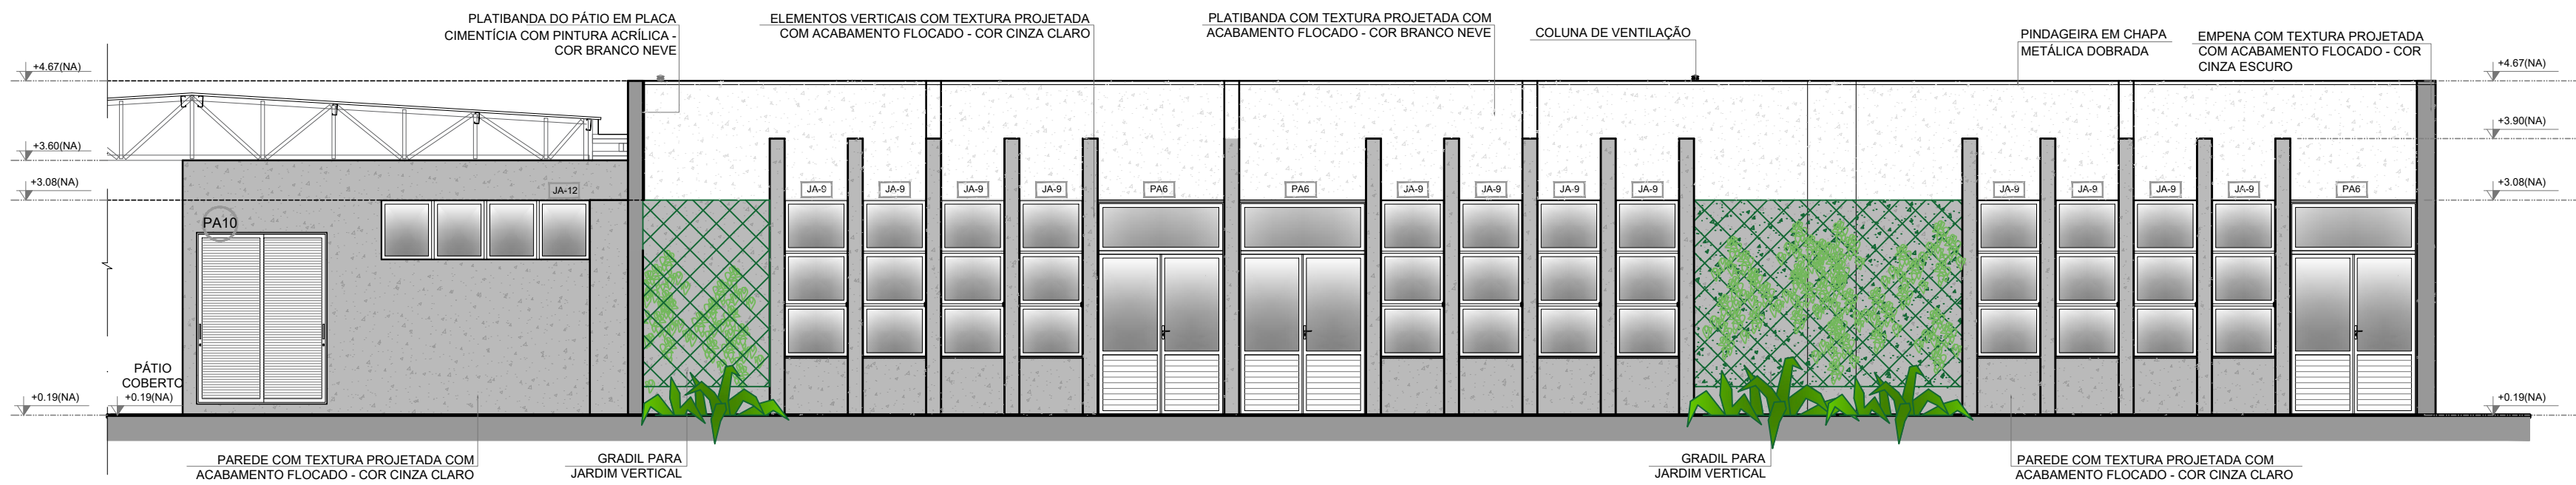 PLATIBANDA DO PÁTIO EM PLACA
CIMENTÍCIA COM PINTURA ACRÍLICA -
COR BRANCO NEVE
ELEMENTOS VERTICAIS COM TEXTURA PROJETADA
COM ACABAMENTO FLOCADO - COR CINZA CLARO
PLATIBANDA COM TEXTURA PROJETADA COM
ACABAMENTO FLOCADO - COR BRANCO NEVE
COLUNA DE VENTILAÇÃO
PINDAGEIRA EM CHAPA
METÁLICA DOBRADA
EMPENA COM TEXTURA PROJETADA
COM ACABAMENTO FLOCADO - COR
CINZA ESCURO
+4.67(NA)
+4.67(NA)
+3.90(NA)
+3.60(NA)
+3.08(NA)
JA-12
JA-9
JA-9
JA-9
JA-9
PA6
PA6
JA-9
JA-9
JA-9
JA-9
JA-9
JA-9
JA-9
JA-9
PA6
+3.08(NA)
PA10
PÁTIO
COBERTO
+0.19(NA)
+0.19(NA)
+0.19(NA)
PAREDE COM TEXTURA PROJETADA COM
ACABAMENTO FLOCADO - COR CINZA CLARO
GRADIL PARA
JARDIM VERTICAL
GRADIL PARA
JARDIM VERTICAL
PAREDE COM TEXTURA PROJETADA COM
ACABAMENTO FLOCADO - COR CINZA CLARO